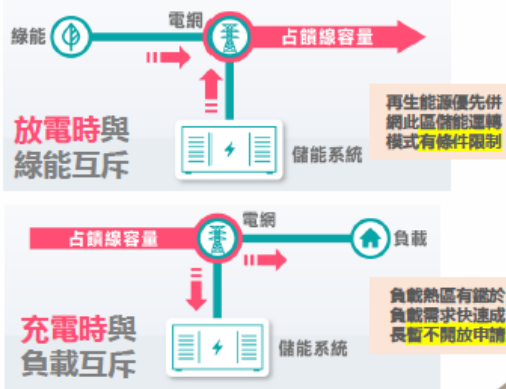 電網
綠能
占饋線容量
放電時與
綠能互斥
儲能系統
再生能源優先併
網此區儲能運轉
模式有條件限制
電網
占饋線容量
負載
充電時與
負載互斥
儲能系統
負載熱區有鑑於
負載需求快速成
長暫不開放申請